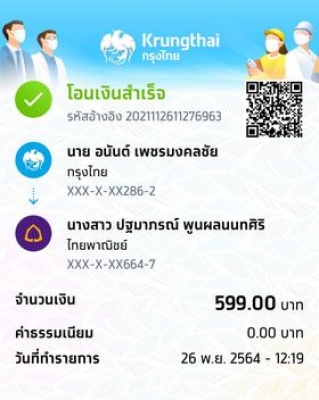 Krungthai
กรุงไทย
โอนเงินสำเร็จ
รหัสอ้างอิง 2021112611276963
นาย อนันต์ เพชรมงคลชัย
กรุงไทย
XXX-X-XX286-2
นางสาว ปฐมาภรณ์ พูนผลนนทศิริ
ไทยพาณิชย์
XXX-X-XX664-7
จำนวนเงิน 599.00 บาท
ค่าธรรมเนียม 0.00 บาท
วันที่ทำรายการ 26 พ.ย. 2564 - 12:19